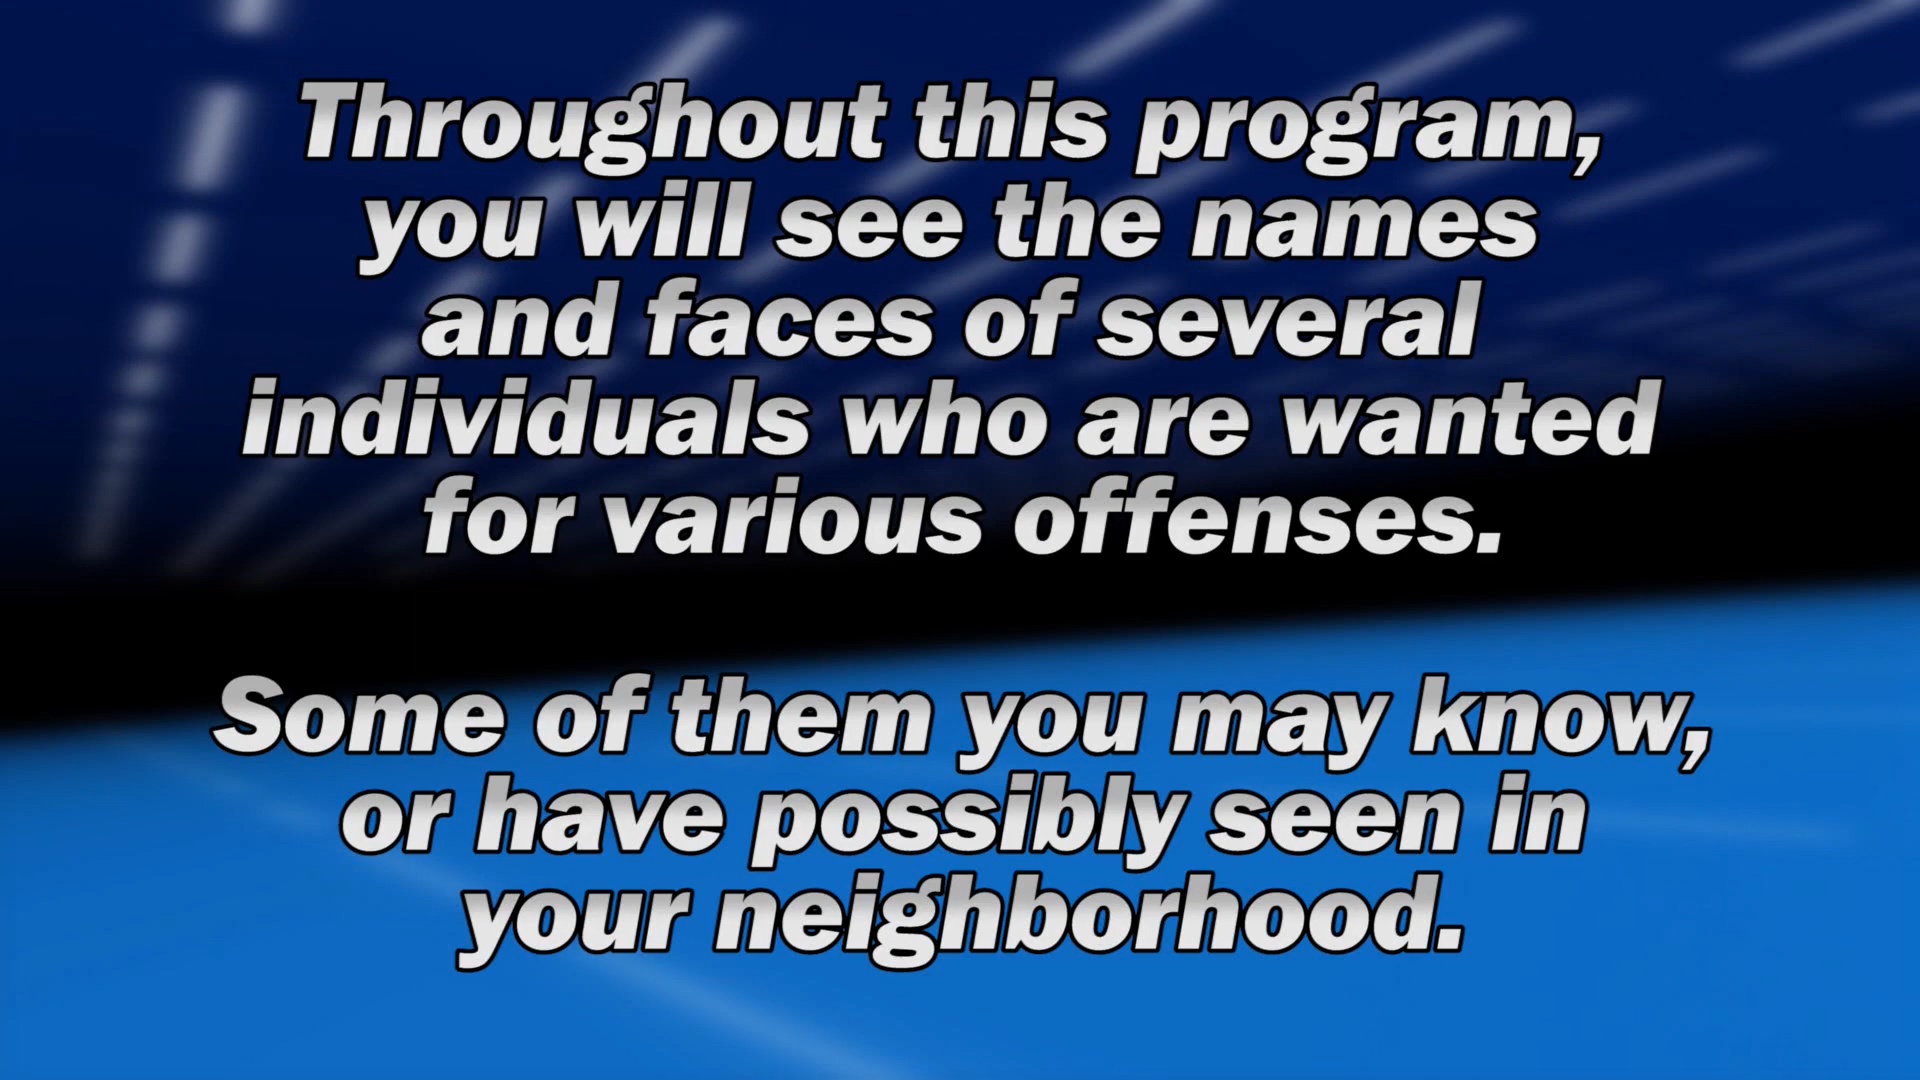 Throughout this program,
you will see the names
and faces of several
individuals who are wanted
for various offenses.
Some of them you may know,
or have possibly seen in
your neighborhood.